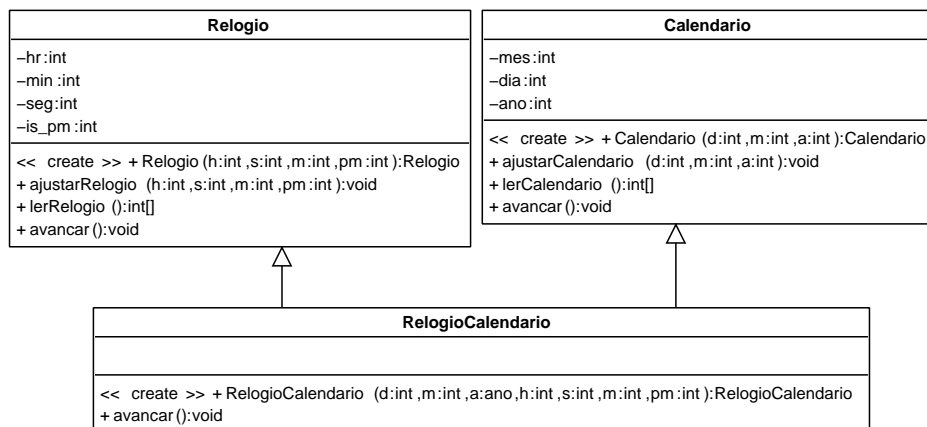 Relogio
−hr:int
−min :int
−seg:int
−is_pm:int
<< create >> + Relogio (h:int ,s:int ,m:int ,pm :int ):Relogio
+ ajustarRelogio (h:int ,s:int ,m:int ,pm :int ):void
+ lerRelogio ():int[]
+ avancar ():void
Calendario
−mes:int
−dia:int
−ano:int
<< create >> + Calendario (d:int ,m:int ,a:int ):Calendario
+ ajustarCalendario (d:int ,m:int ,a:int ):void
+ lerCalendario ():int[]
+ avancar ():void
RelogioCalendario
<< create >> + RelogioCalendario (d:int ,m:int ,a:ano ,h:int ,s:int ,m:int ,pm :int ):RelogioCalendario
+ avancar ():void